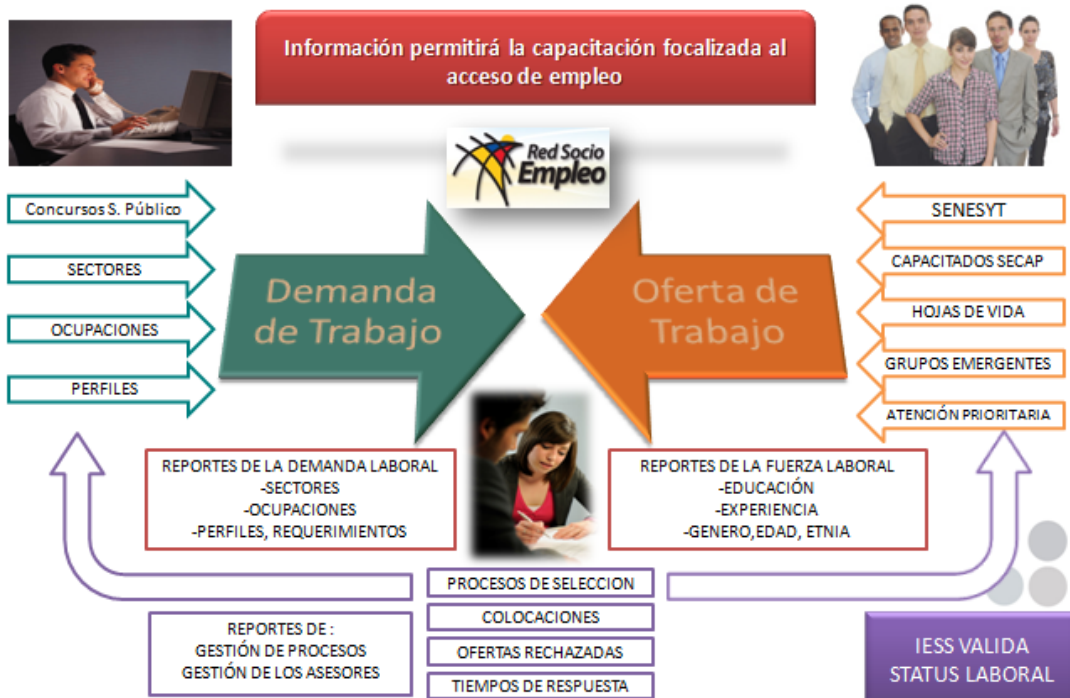 Información permitirá la capacitación focalizada al
acceso de empleo
Red Socio
Empleo
Concursos S. Público
SECTORES
OCUPACIONES
PERFILES
Demanda
de Trabajo
Oferta de
Trabajo
SENESYT
CAPACITADOS SECAP
HOJAS DE VIDA
GRUPOS EMERGENTES
ATENCIÓN PRIORITARIA
REPORTES DE LA DEMANDA LABORAL
-SECTORES
-OCUPACIONES
-PERFILES, REQUERIMIENTOS
REPORTES DE LA FUERZA LABORAL
-EDUCACIÓN
-EXPERIENCIA
-GENERO,EDAD, ETNIA
PROCESOS DE SELECCION
COLOCACIONES
OFERTAS RECHAZADAS
TIEMPOS DE RESPUESTA
REPORTES DE :
GESTIÓN DE PROCESOS
GESTIÓN DE LOS ASESORES
IESS VALIDA
STATUS LABORAL